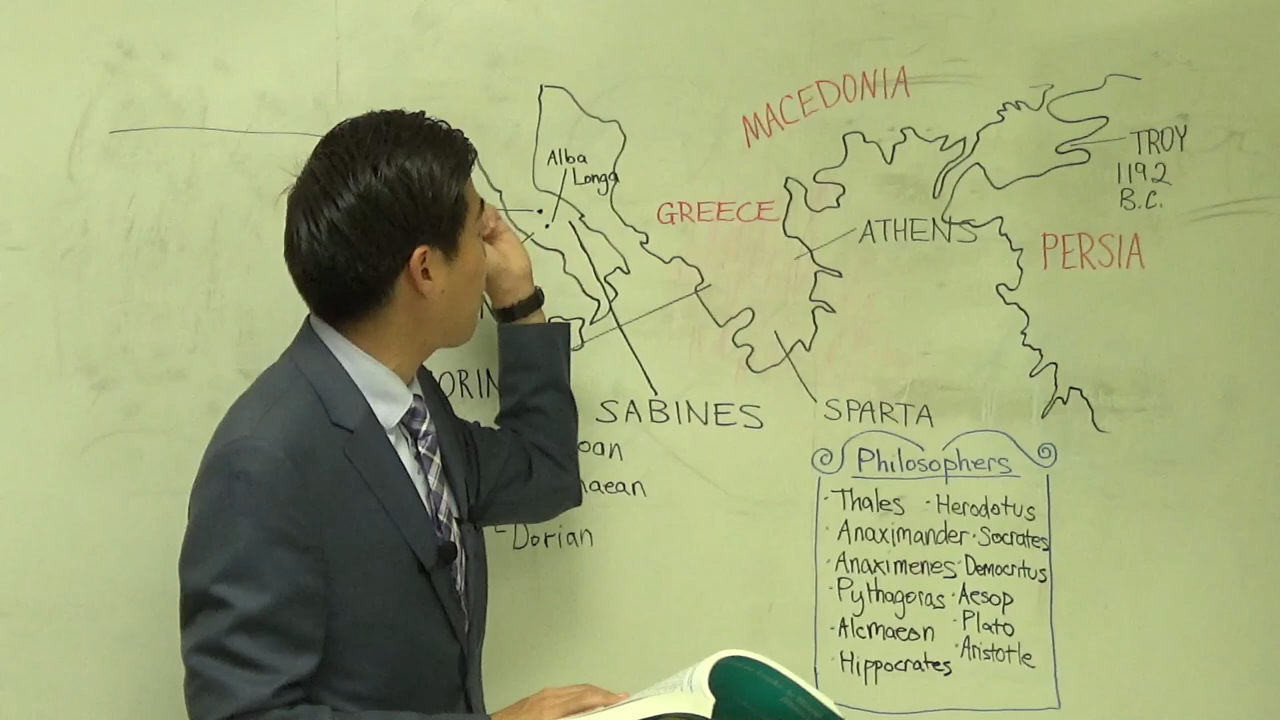 MACEDONIA
TROY
1192
B.C.
Alba
Longa
GREECE
ATHENS
PERSIA
SABINES
SPARTA
Philosophers
· Thales · Herodotus
· Anaximander · Socrates
· Anaximenes · Democritus
· Pythagoras · Aesop
· Alcmaeon · Plato
· Hippocrates · Aristotle
- Dorian